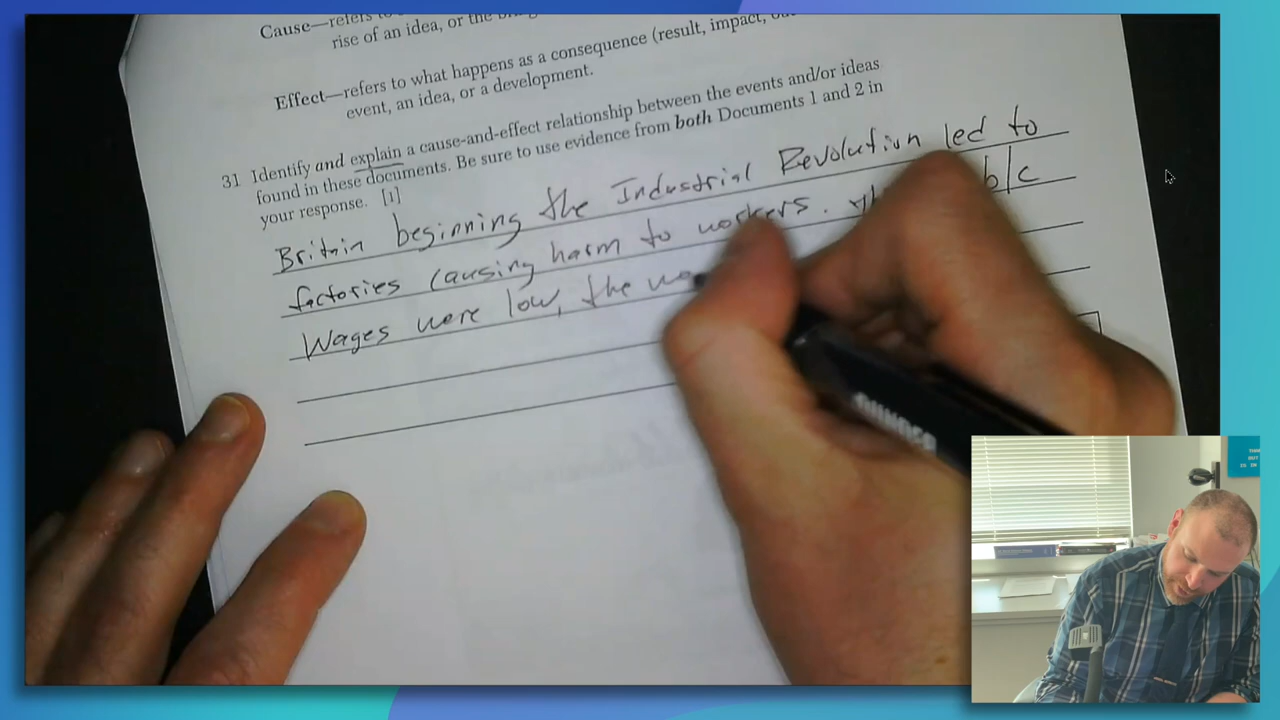 Cause—refers
rise of an idea, or the
Effect—refers to what happens as a consequence (result, impact,
event, an idea, or a development.
31 Identify and explain a cause-and-effect relationship between the events and/or ideas
found in these documents. Be sure to use evidence from both Documents 1 and 2 in
your response. [1]
Britain beginning the Industrial Revolution led to
factories causing harm to workers. b/c
Wages were low, the